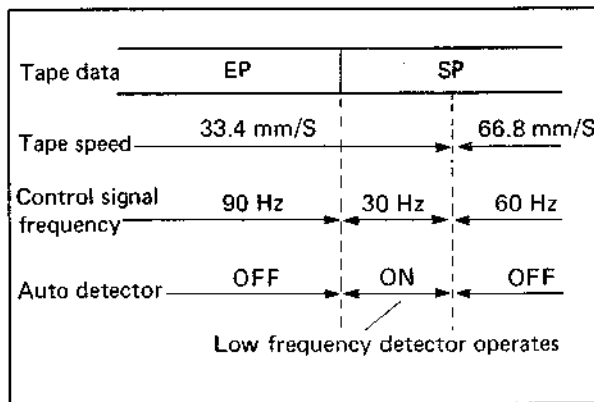 Tape data EP SP
Tape speed 33.4 mm/S 66.8 mm/S
Control signal frequency 90 Hz 30 Hz 60 Hz
Auto detector OFF ON OFF
Low frequency detector operates